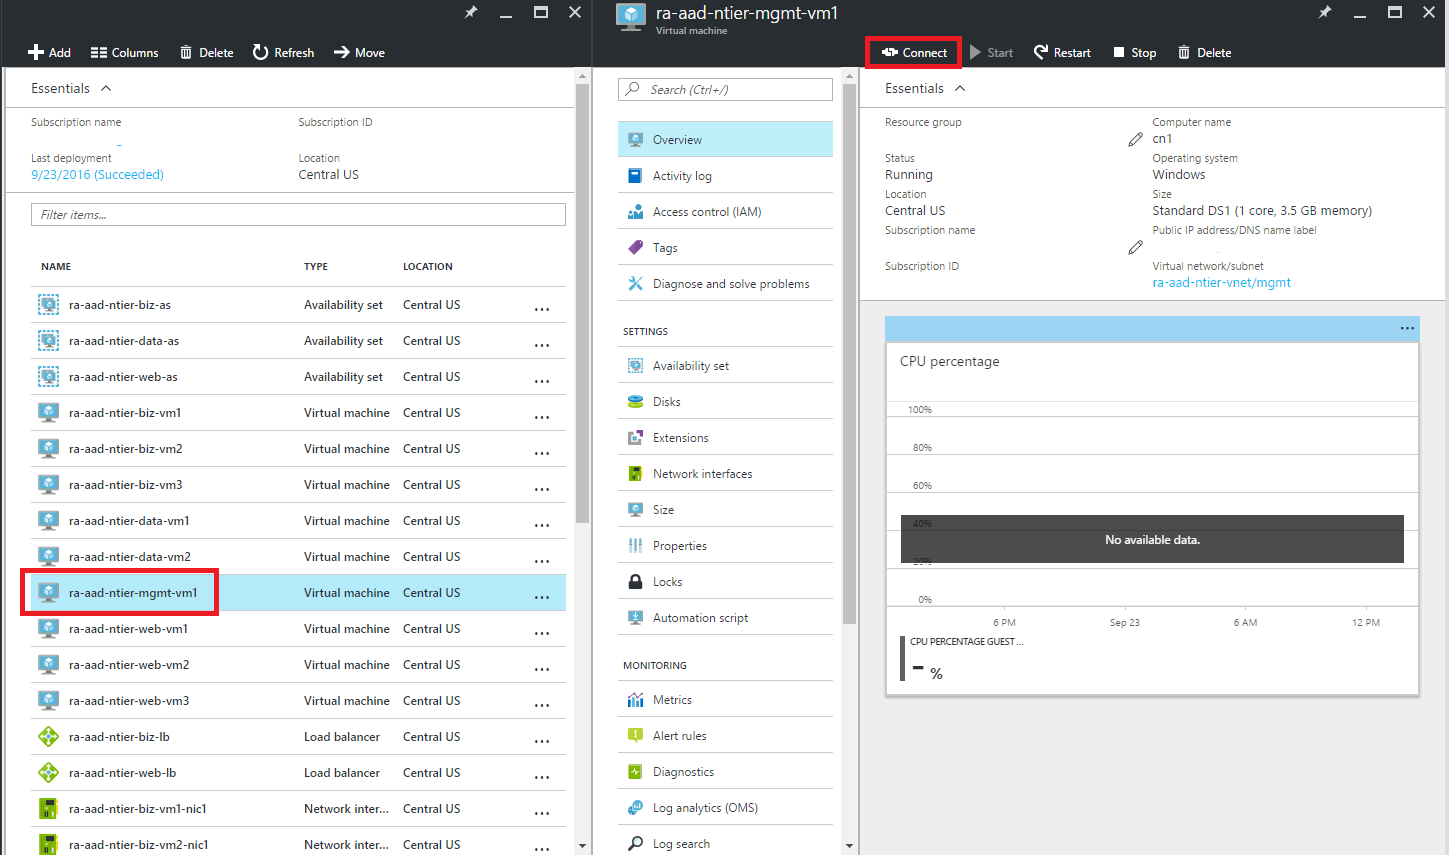 Add Columns Delete Refresh Move
Essentials
Subscription name Subscription ID
-
Last deployment Location
9/23/2016 (Succeeded) Central US
Filter items...
NAME TYPE LOCATION
ra-aad-ntier-biz-as Availability set Central US ...
ra-aad-ntier-data-as Availability set Central US ...
ra-aad-ntier-web-as Availability set Central US ...
ra-aad-ntier-biz-vm1 Virtual machine Central US ...
ra-aad-ntier-biz-vm2 Virtual machine Central US ...
ra-aad-ntier-biz-vm3 Virtual machine Central US ...
ra-aad-ntier-data-vm1 Virtual machine Central US ...
ra-aad-ntier-data-vm2 Virtual machine Central US ...
ra-aad-ntier-mgmt-vm1 Virtual machine Central US ...
ra-aad-ntier-web-vm1 Virtual machine Central US ...
ra-aad-ntier-web-vm2 Virtual machine Central US ...
ra-aad-ntier-web-vm3 Virtual machine Central US ...
ra-aad-ntier-biz-lb Load balancer Central US ...
ra-aad-ntier-web-lb Load balancer Central US ...
ra-aad-ntier-biz-vm1-nic1 Network inter... Central US ...
ra-aad-ntier-biz-vm2-nic1 Network inter... Central US ...
ra-aad-ntier-mgmt-vm1
Virtual machine
Connect Start Restart Stop Delete
Search (Ctrl+/)
Overview
Activity log
Access control (IAM)
Tags
Diagnose and solve problems
SETTINGS
Availability set
Disks
Extensions
Network interfaces
Size
Properties
Locks
Automation script
MONITORING
Metrics
Alert rules
Diagnostics
Log analytics (OMS)
Log search
Essentials
Resource group Computer name
cn1
Status Operating system
Running Windows
Location Size
Central US Standard DS1 (1 core, 3.5 GB memory)
Subscription name Public IP address/DNS name label
Subscription ID Virtual network/subnet
ra-aad-ntier-vnet/mgmt
...
CPU percentage
100%
80%
60%
40%
No available data.
20%
0%
6 PM Sep 23 6 AM 12 PM
CPU PERCENTAGE GUEST ...
- %